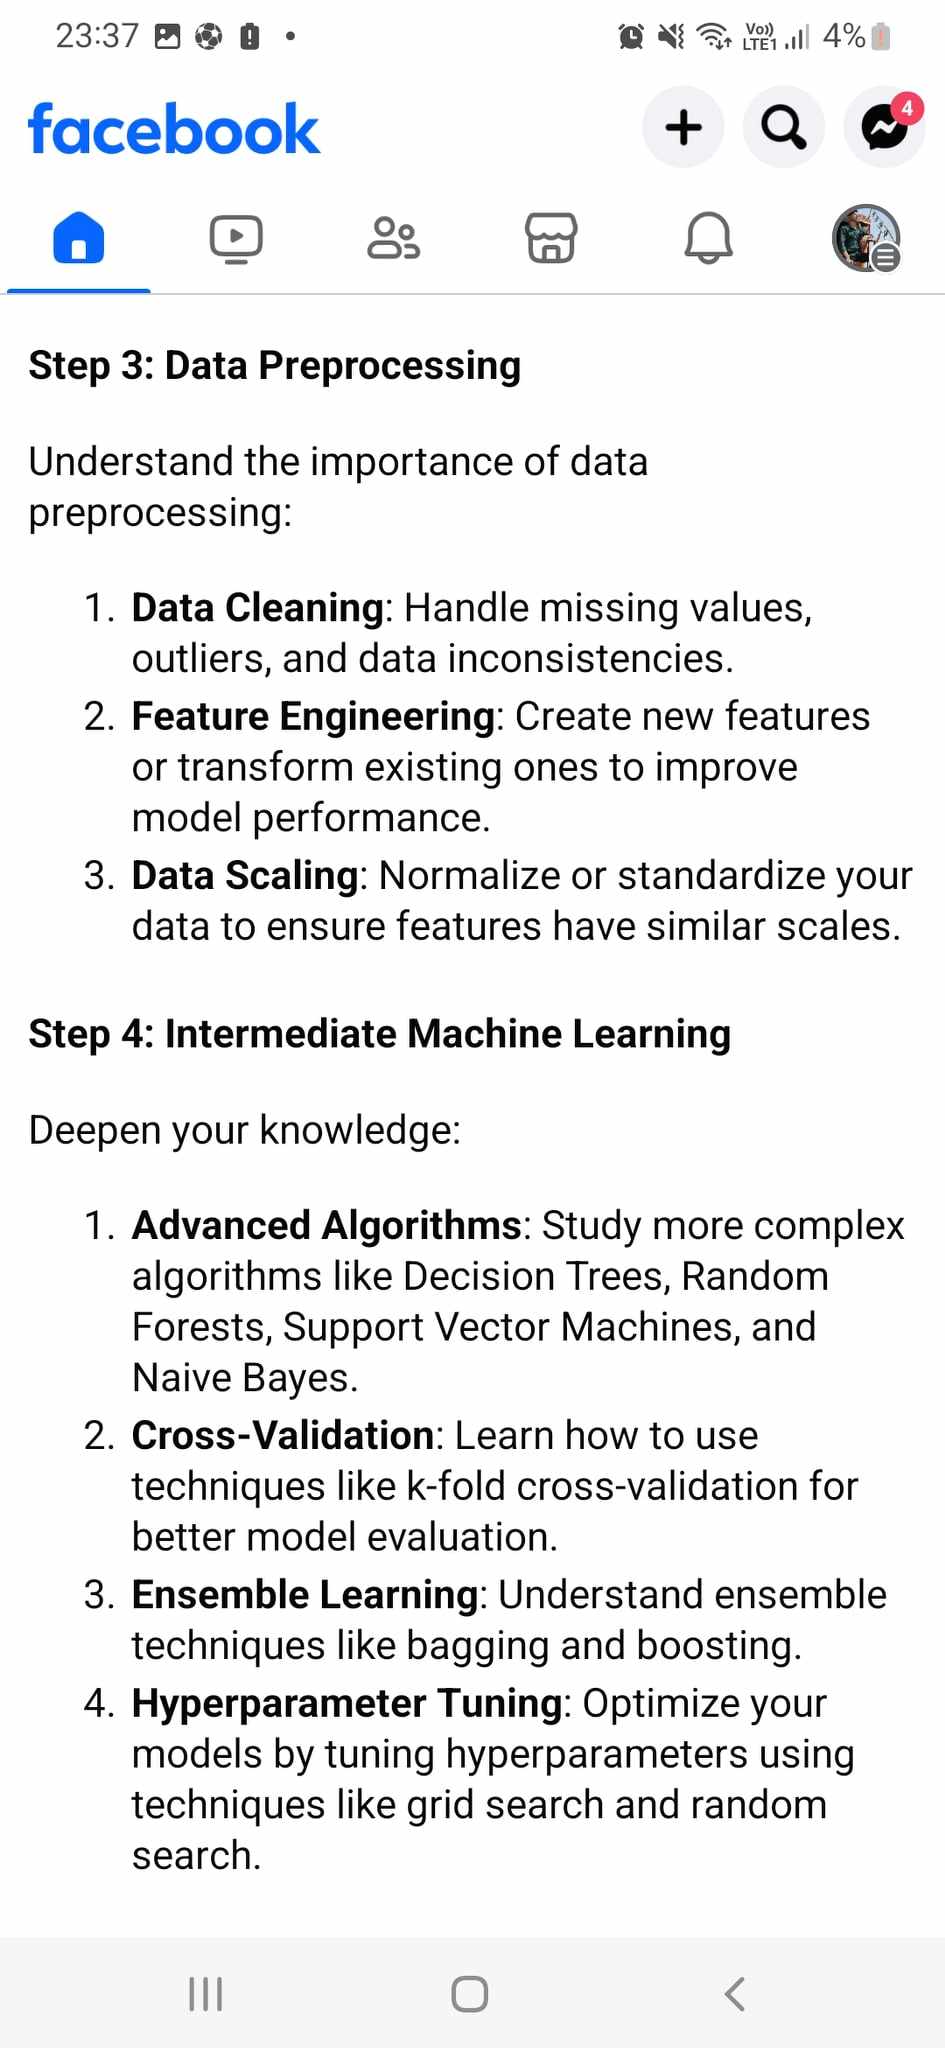 23:37
Vo))
LTE1
4%
facebook
4
Step 3: Data Preprocessing
Understand the importance of data
preprocessing:
1. Data Cleaning: Handle missing values,
outliers, and data inconsistencies.
2. Feature Engineering: Create new features
or transform existing ones to improve
model performance.
3. Data Scaling: Normalize or standardize your
data to ensure features have similar scales.
Step 4: Intermediate Machine Learning
Deepen your knowledge:
1. Advanced Algorithms: Study more complex
algorithms like Decision Trees, Random
Forests, Support Vector Machines, and
Naive Bayes.
2. Cross-Validation: Learn how to use
techniques like k-fold cross-validation for
better model evaluation.
3. Ensemble Learning: Understand ensemble
techniques like bagging and boosting.
4. Hyperparameter Tuning: Optimize your
models by tuning hyperparameters using
techniques like grid search and random
search.